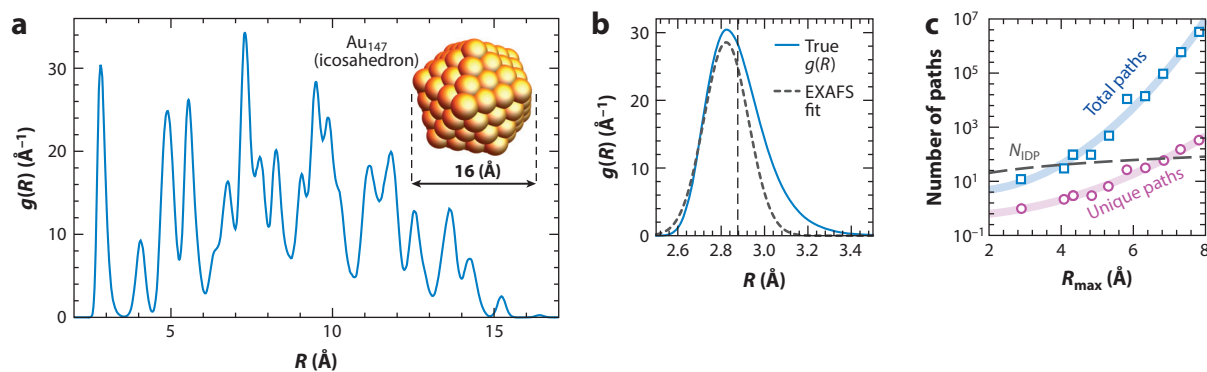 a
g(R) (Å⁻¹)
30
20
10
0
5
10
15
R (Å)
Au₁₄₇
(icosahedron)
16 (Å)
b
g(R) (Å⁻¹)
30
20
10
0
2.6
2.8
3.0
3.2
3.4
R (Å)
True
g(R)
EXAFS
fit
c
Number of paths
10⁷
10⁵
10³
10¹
10⁻¹
2
4
6
8
Rmax (Å)
Total paths
NIDP
Unique paths